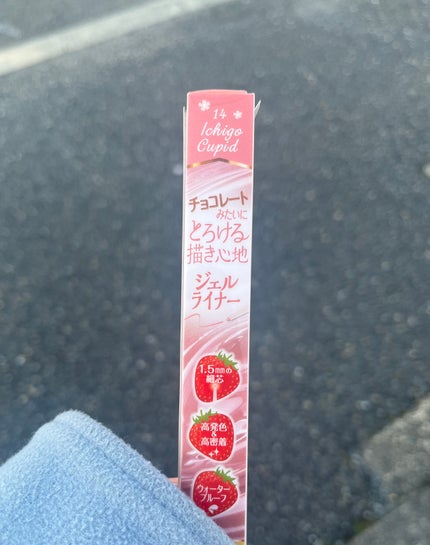 14
Ichigo
Cupid
チョコレート
みたいに
とろける
描き心地
ジェル
ライナー
1.5mmの
細芯
高発色
&
高密着
ウォーター
プルーフ